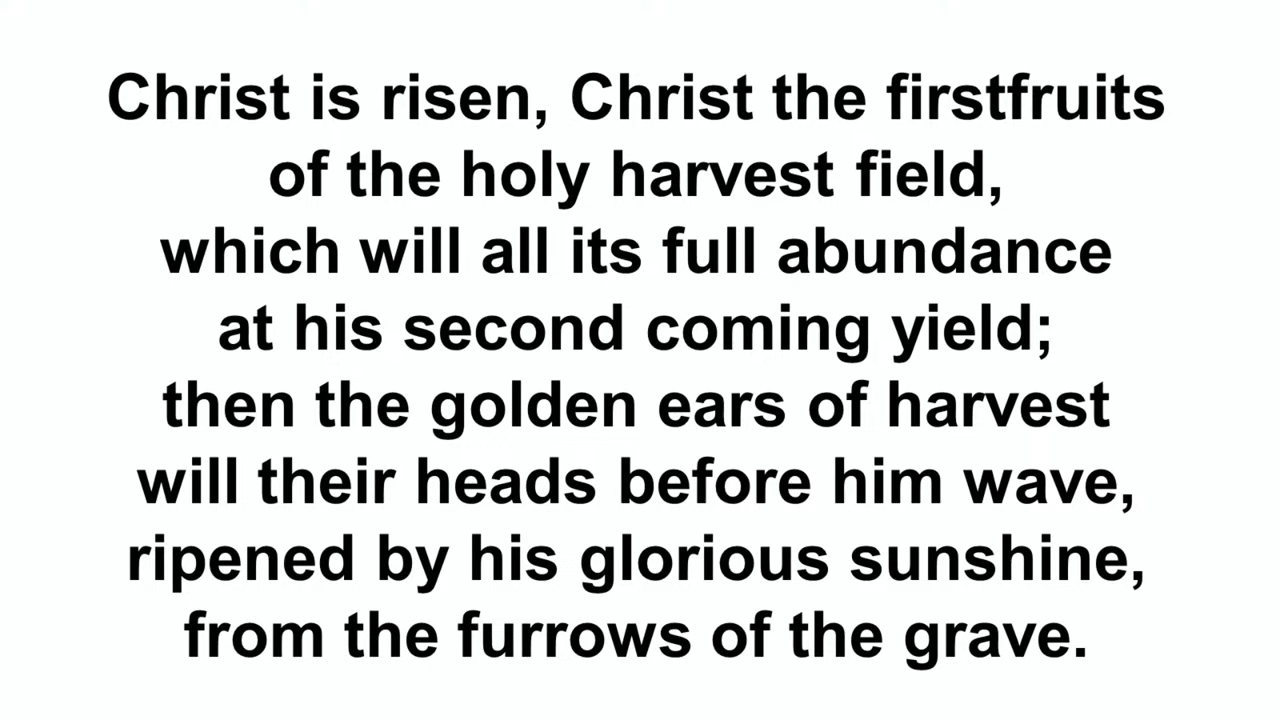 Christ is risen, Christ the firstfruits
of the holy harvest field,
which will all its full abundance
at his second coming yield;
then the golden ears of harvest
will their heads before him wave,
ripened by his glorious sunshine,
from the furrows of the grave.